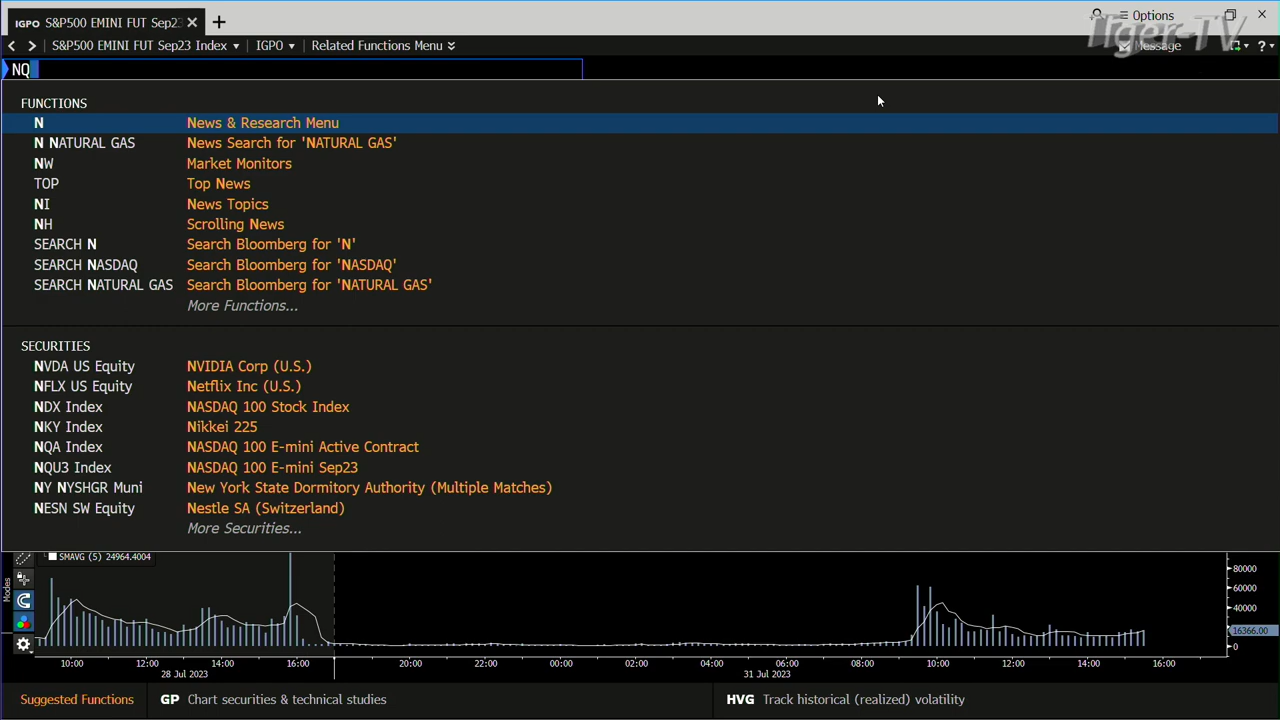 IGPO S&P500 EMINI FUT Sep23
Options
S&P500 EMINI FUT Sep23 Index IGPO Related Functions Menu
Message
Tiger-TV
NQ
FUNCTIONS
N News & Research Menu
N NATURAL GAS News Search for 'NATURAL GAS'
NW Market Monitors
TOP Top News
NI News Topics
NH Scrolling News
SEARCH N Search Bloomberg for 'N'
SEARCH NASDAQ Search Bloomberg for 'NASDAQ'
SEARCH NATURAL GAS Search Bloomberg for 'NATURAL GAS'
More Functions...
SECURITIES
NVDA US Equity NVIDIA Corp (U.S.)
NFLX US Equity Netflix Inc (U.S.)
NDX Index NASDAQ 100 Stock Index
NKY Index Nikkei 225
NQA Index NASDAQ 100 E-mini Active Contract
NQU3 Index NASDAQ 100 E-mini Sep23
NY NYSHGR Muni New York State Dormitory Authority (Multiple Matches)
NESN SW Equity Nestle SA (Switzerland)
More Securities...
SMAVG (5) 24964.4004
80000
60000
40000
16366.00
0
Modes
10:00 12:00 14:00 16:00 20:00 22:00 00:00 02:00 04:00 06:00 08:00 10:00 12:00 14:00 16:00
28 Jul 2023 31 Jul 2023
Suggested Functions GP Chart securities & technical studies HVG Track historical (realized) volatility